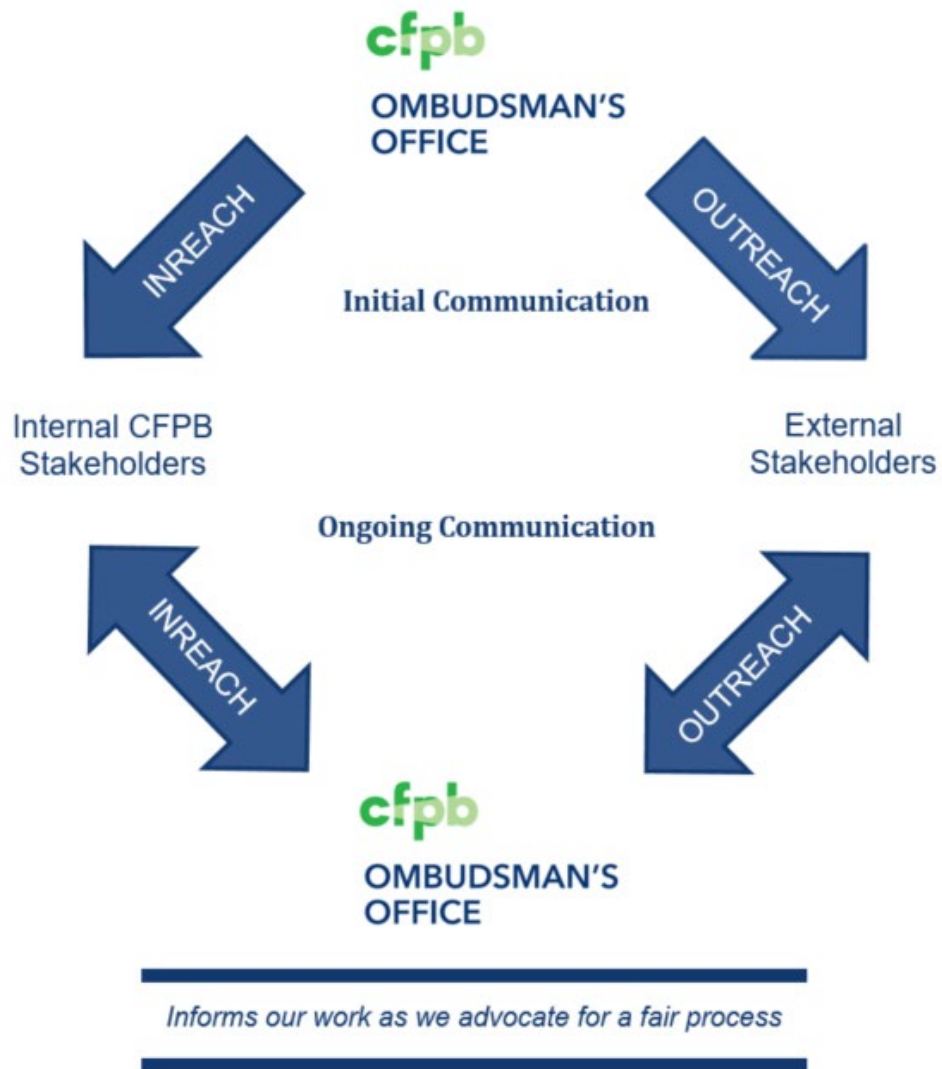 cfpb
OMBUDSMAN'S
OFFICE
INREACH
OUTREACH
Initial Communication
Internal CFPB
Stakeholders
External
Stakeholders
Ongoing Communication
INREACH
OUTREACH
cfpb
OMBUDSMAN'S
OFFICE
Informs our work as we advocate for a fair process